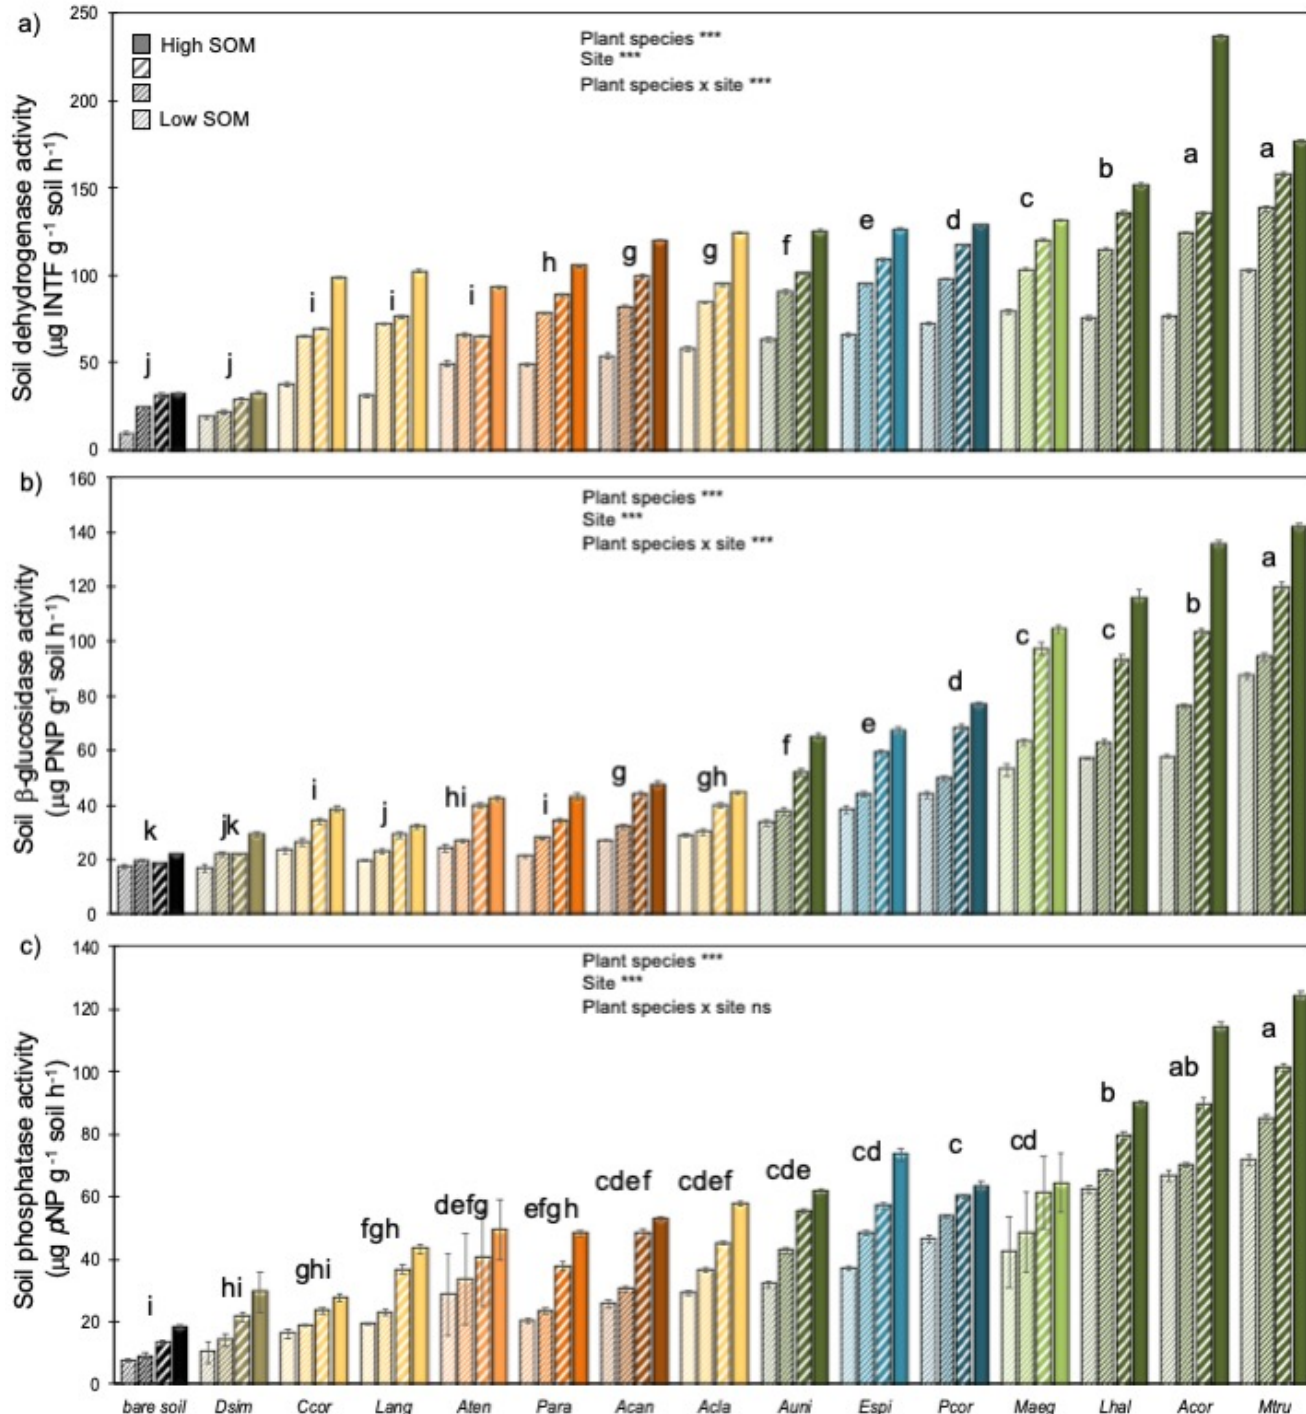 a)
250
High SOM
Low SOM
Plant species ***
Site ***
Plant species x site ***
200
150
100
50
0
Soil dehydrogenase activity
(µg INTF g⁻¹ soil h⁻¹)
j
j
i
i
i
h
g
g
f
e
d
c
b
a
a
b)
160
Plant species ***
Site ***
Plant species x site ***
140
120
100
80
60
40
20
0
Soil β-glucosidase activity
(µg PNP g⁻¹ soil h⁻¹)
k
jk
i
j
hi
i
g
gh
f
e
d
c
c
b
a
c)
140
Plant species ***
Site ***
Plant species x site ns
120
100
80
60
40
20
0
Soil phosphatase activity
(µg pNP g⁻¹ soil h⁻¹)
i
hi
ghi
fgh
defg
efgh
cdef
cdef
cde
cd
c
cd
b
ab
a
bare soil Dsim Ccor Lang Aten Para Acan Acla Auni Espi Pcor Maeg Lhal Acor Mtru